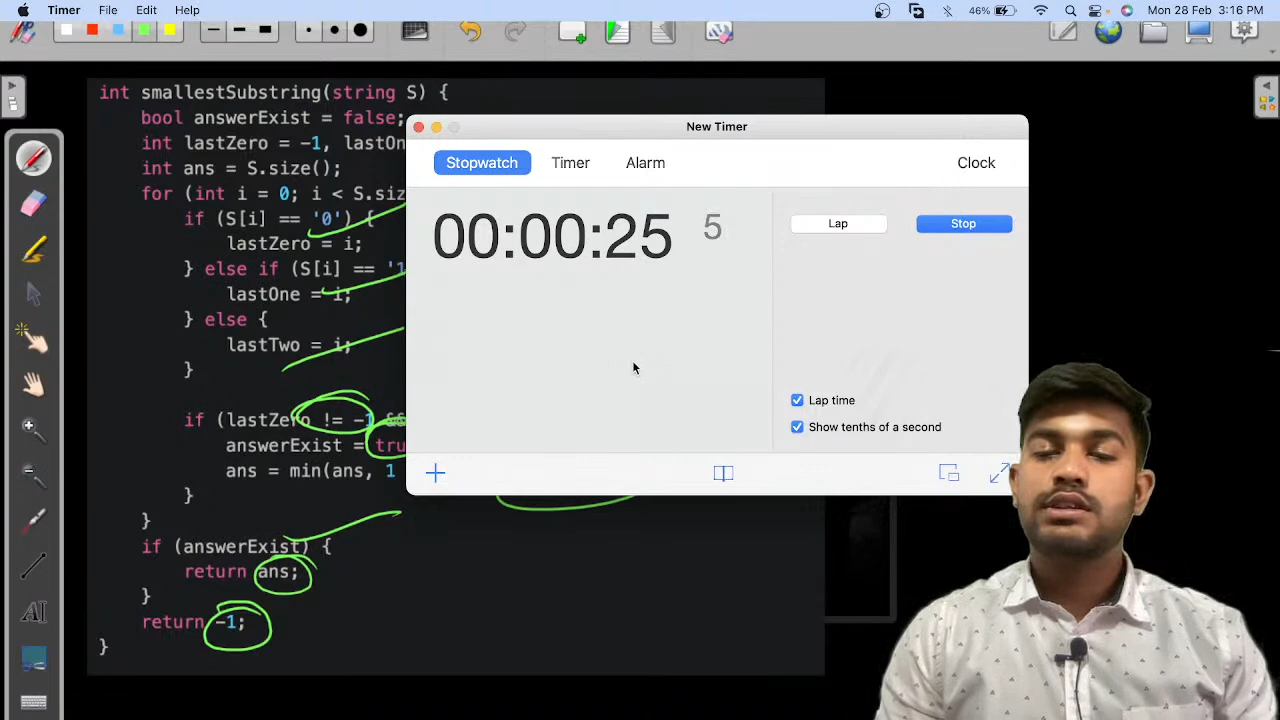 Timer File Edit Help 46% Mon 28 Feb 3:16 PM
int smallestSubstring(string S) {
bool answerExist = false;
int lastZero = -1, lastOn
int ans = S.size();
for (int i = 0; i < S.siz
if (S[i] == '0') {
lastZero = i;
} else if (S[i] == '1
lastOne = i;
} else {
lastTwo = i;
}
if (lastZero != -1 &&
answerExist = tru
ans = min(ans, 1
}
}
if (answerExist) {
return ans;
}
return -1;
}
New Timer
Stopwatch Timer Alarm Clock
00:00:25 5
Lap Stop
Lap time
Show tenths of a second
AI